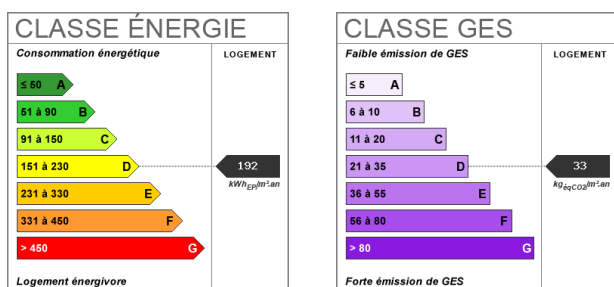 CLASSE ÉNERGIE
Consommation énergétique
LOGEMENT
≤ 50 A
51 à 90 B
91 à 150 C
151 à 230 D
192
kWhEP/m².an
231 à 330 E
331 à 450 F
> 450 G
Logement énergivore
CLASSE GES
Faible émission de GES
LOGEMENT
≤ 5 A
6 à 10 B
11 à 20 C
21 à 35 D
33
kgéqCO2/m².an
36 à 55 E
56 à 80 F
> 80 G
Forte émission de GES